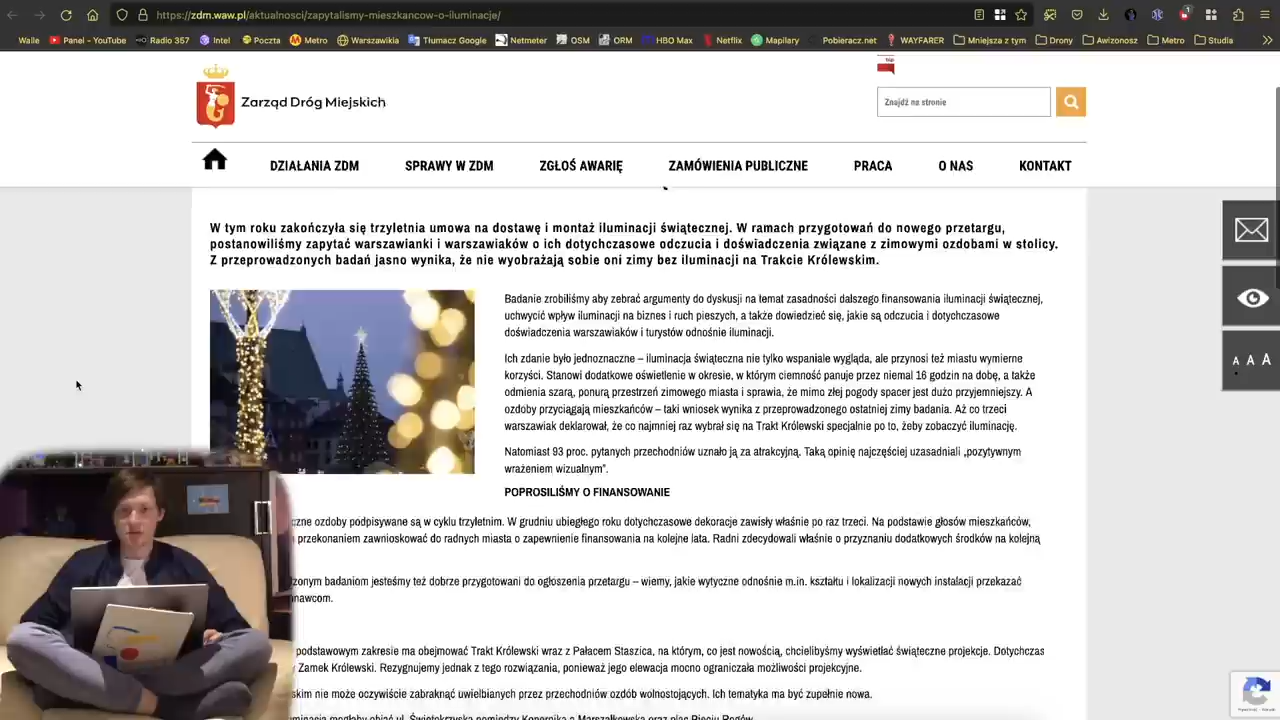 https://zdm.waw.pl/aktualnosci/zdm/zapytalismy-mieszkancow-o-iluminacje/
Walle Panel - YouTube Radio 357 Intel Poczta Metro Warszawikia Tłumacz Google Netmeter OSM ORM HBO Max Netflix Mapilary Pobieracz.net WAYFARER Mniejsza z tym Drony Awizonosz Metro Studia
Zarząd Dróg Miejskich
Znajdź na stronie
DZIAŁANIA ZDM SPRAWY W ZDM ZGŁOŚ AWARIĘ ZAMÓWIENIA PUBLICZNE PRACA O NAS KONTAKT
W tym roku zakończyła się trzyletnia umowa na dostawę i montaż iluminacji świątecznej. W ramach przygotowań do nowego przetargu,
postanowiliśmy zapytać warszawianki i warszawiaków o ich dotychczasowe odczucia i doświadczenia związane z zimowymi ozdobami w stolicy.
Z przeprowadzonych badań jasno wynika, że nie wyobrażają sobie oni zimy bez iluminacji na Trakcie Królewskim.
A A A
Badanie zrobiliśmy aby zebrać argumenty do dyskusji na temat zasadności dalszego finansowania iluminacji świątecznej,
uchwycić wpływ iluminacji na biznes i ruch pieszych, a także dowiedzieć się, jakie są odczucia i dotychczasowe
doświadczenia warszawiaków i turystów odnośnie iluminacji.
Ich zdanie było jednoznaczne – iluminacja świąteczna nie tylko wspaniale wygląda, ale przynosi też miastu wymierne
korzyści. Stanowi dodatkowe oświetlenie w okresie, w którym ciemność panuje przez niemal 16 godzin na dobę, a także
odmienia szarą, ponurą przestrzeń zimowego miasta i sprawia, że mimo złej pogody spacer jest dużo przyjemniejszy. A
ozdoby przyciągają mieszkańców – taki wniosek wynika z przeprowadzonego ostatniej zimy badania. Aż co trzeci
warszawiak deklarował, że co najmniej raz wybrał się na Trakt Królewski specjalnie po to, żeby zobaczyć iluminację.
Natomiast 93 proc. pytanych przechodniów uznało ją za atrakcyjną. Taką opinię najczęściej uzasadniali „pozytywnym
wrażeniem wizualnym”.
POPROSILIŚMY O FINANSOWANIE
czne ozdoby podpisywane są w cyklu trzyletnim. W grudniu ubiegłego roku dotychczasowe dekoracje zawisły właśnie po raz trzeci. Na podstawie głosów mieszkańców,
przekonaniem zawnioskować do radnych miasta o zapewnienie finansowania na kolejne lata. Radni zdecydowali właśnie o przyznaniu dodatkowych środków na kolejną
zonym badaniom jesteśmy też dobrze przygotowani do ogłoszenia przetargu – wiemy, jakie wytyczne odnośnie m.in. kształtu i lokalizacji nowych instalacji przekazać
nawcom.
podstawowym zakresie ma obejmować Trakt Królewski wraz z Pałacem Staszica, na którym, co jest nowością, chcielibyśmy wyświetlać świąteczne projekcje. Dotychczas
Zamek Królewski. Rezygnujemy jednak z tego rozwiązania, ponieważ jego elewacja mocno ograniczała możliwości projekcyjne.
skim nie może oczywiście zabraknąć uwielbianych przez przechodniów ozdób wolnostojących. Ich tematyka ma być zupełnie nowa.
uminacja mogłaby objąć ul. Świętokrzyską pomiędzy Kopernika a Marszałkowską oraz plac Pięciu Rogów.